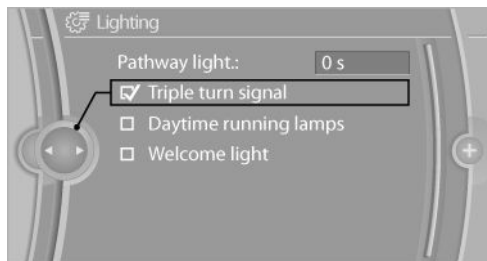 Lighting
Pathway light.: 0 s
Triple turn signal
Daytime running lamps
Welcome light